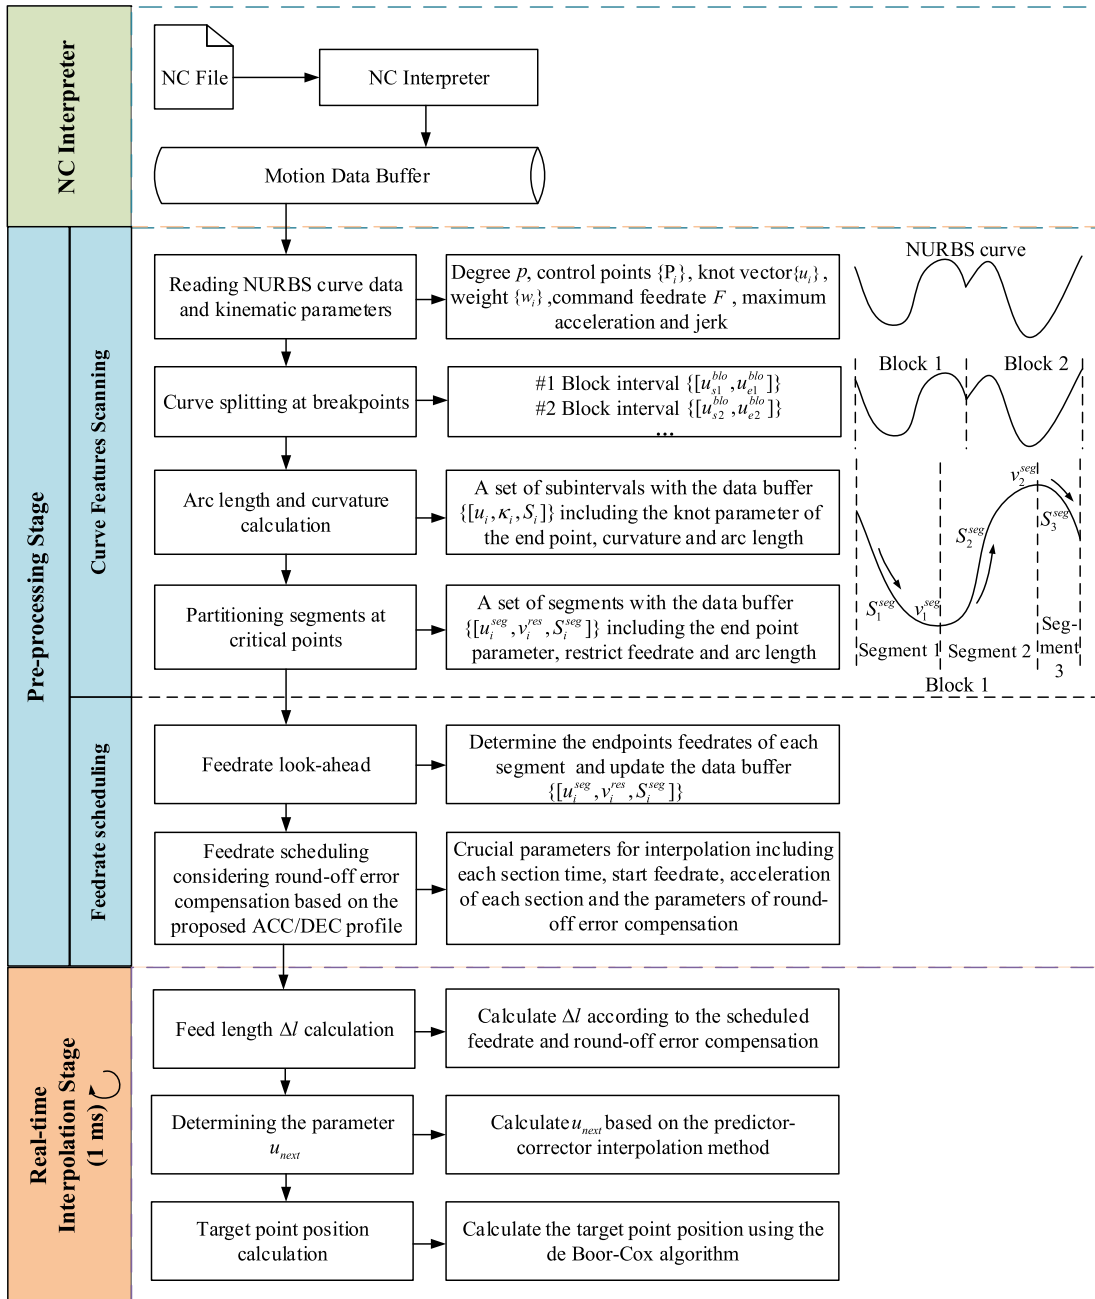 NC Interpreter
NC File
NC Interpreter
Motion Data Buffer
Pre-processing Stage
Curve Features Scanning
Reading NURBS curve data
and kinematic parameters
Degree p, control points {P_i}, knot vector{u_i},
weight {w_i},command feedrate F, maximum
acceleration and jerk
NURBS curve
Curve splitting at breakpoints
#1 Block interval {[u_{s1}^{blo},u_{e1}^{blo}]}
#2 Block interval {[u_{s2}^{blo},u_{e2}^{blo}]}
...
Block 1
Block 2
Arc length and curvature
calculation
A set of subintervals with the data buffer
{[u_i,κ_i,S_i]} including the knot parameter of
the end point, curvature and arc length
Partitioning segments at
critical points
A set of segments with the data buffer
{[u_i^{seg},v_i^{res},S_i^{seg}]} including the end point
parameter, restrict feedrate and arc length
v_2^{seg}
S_3^{seg}
S_2^{seg}
S_1^{seg}
v_1^{seg}
Segment 1
Segment 2
Seg-
ment
3
Block 1
Feedrate scheduling
Feedrate look-ahead
Determine the endpoints feedrates of each
segment and update the data buffer
{[u_i^{seg},v_i^{res},S_i^{seg}]}
Feedrate scheduling
considering round-off error
compensation based on the
proposed ACC/DEC profile
Crucial parameters for interpolation including
each section time, start feedrate, acceleration
of each section and the parameters of round-
off error compensation
Real-time
Interpolation Stage
(1 ms)
Feed length Δl calculation
Calculate Δl according to the scheduled
feedrate and round-off error compensation
Determining the parameter
u_{next}
Calculate u_{next} based on the predictor-
corrector interpolation method
Target point position
calculation
Calculate the target point position using the
de Boor-Cox algorithm